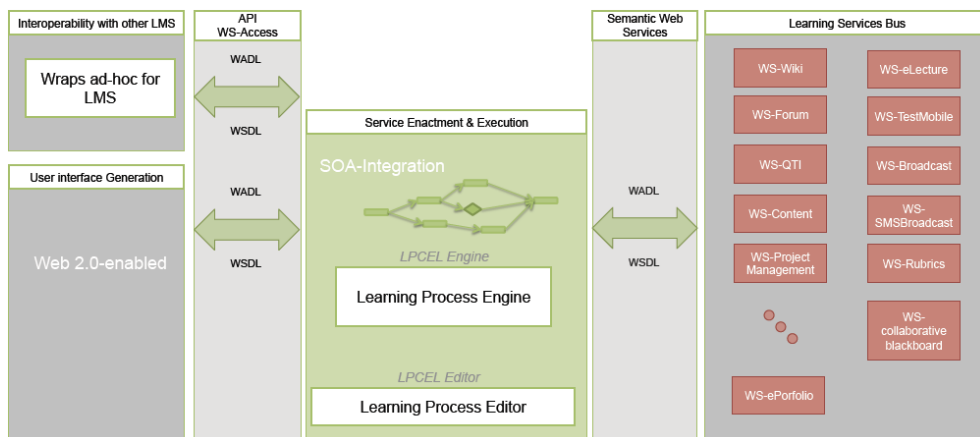 Interoperability with other LMS
Wraps ad-hoc for
LMS
User interface Generation
Web 2.0-enabled
API
WS-Access
WADL
WSDL
WADL
WSDL
Service Enactment & Execution
SOA-Integration
LPCEL Engine
Learning Process Engine
LPCEL Editor
Learning Process Editor
Semantic Web
Services
WADL
WSDL
Learning Services Bus
WS-Wiki
WS-eLecture
WS-Forum
WS-TestMobile
WS-QTI
WS-Broadcast
WS-Content
WS-
SMSBroadcast
WS-Project
Management
WS-Rubrics
WS-
collaborative
blackboard
WS-ePorfolio